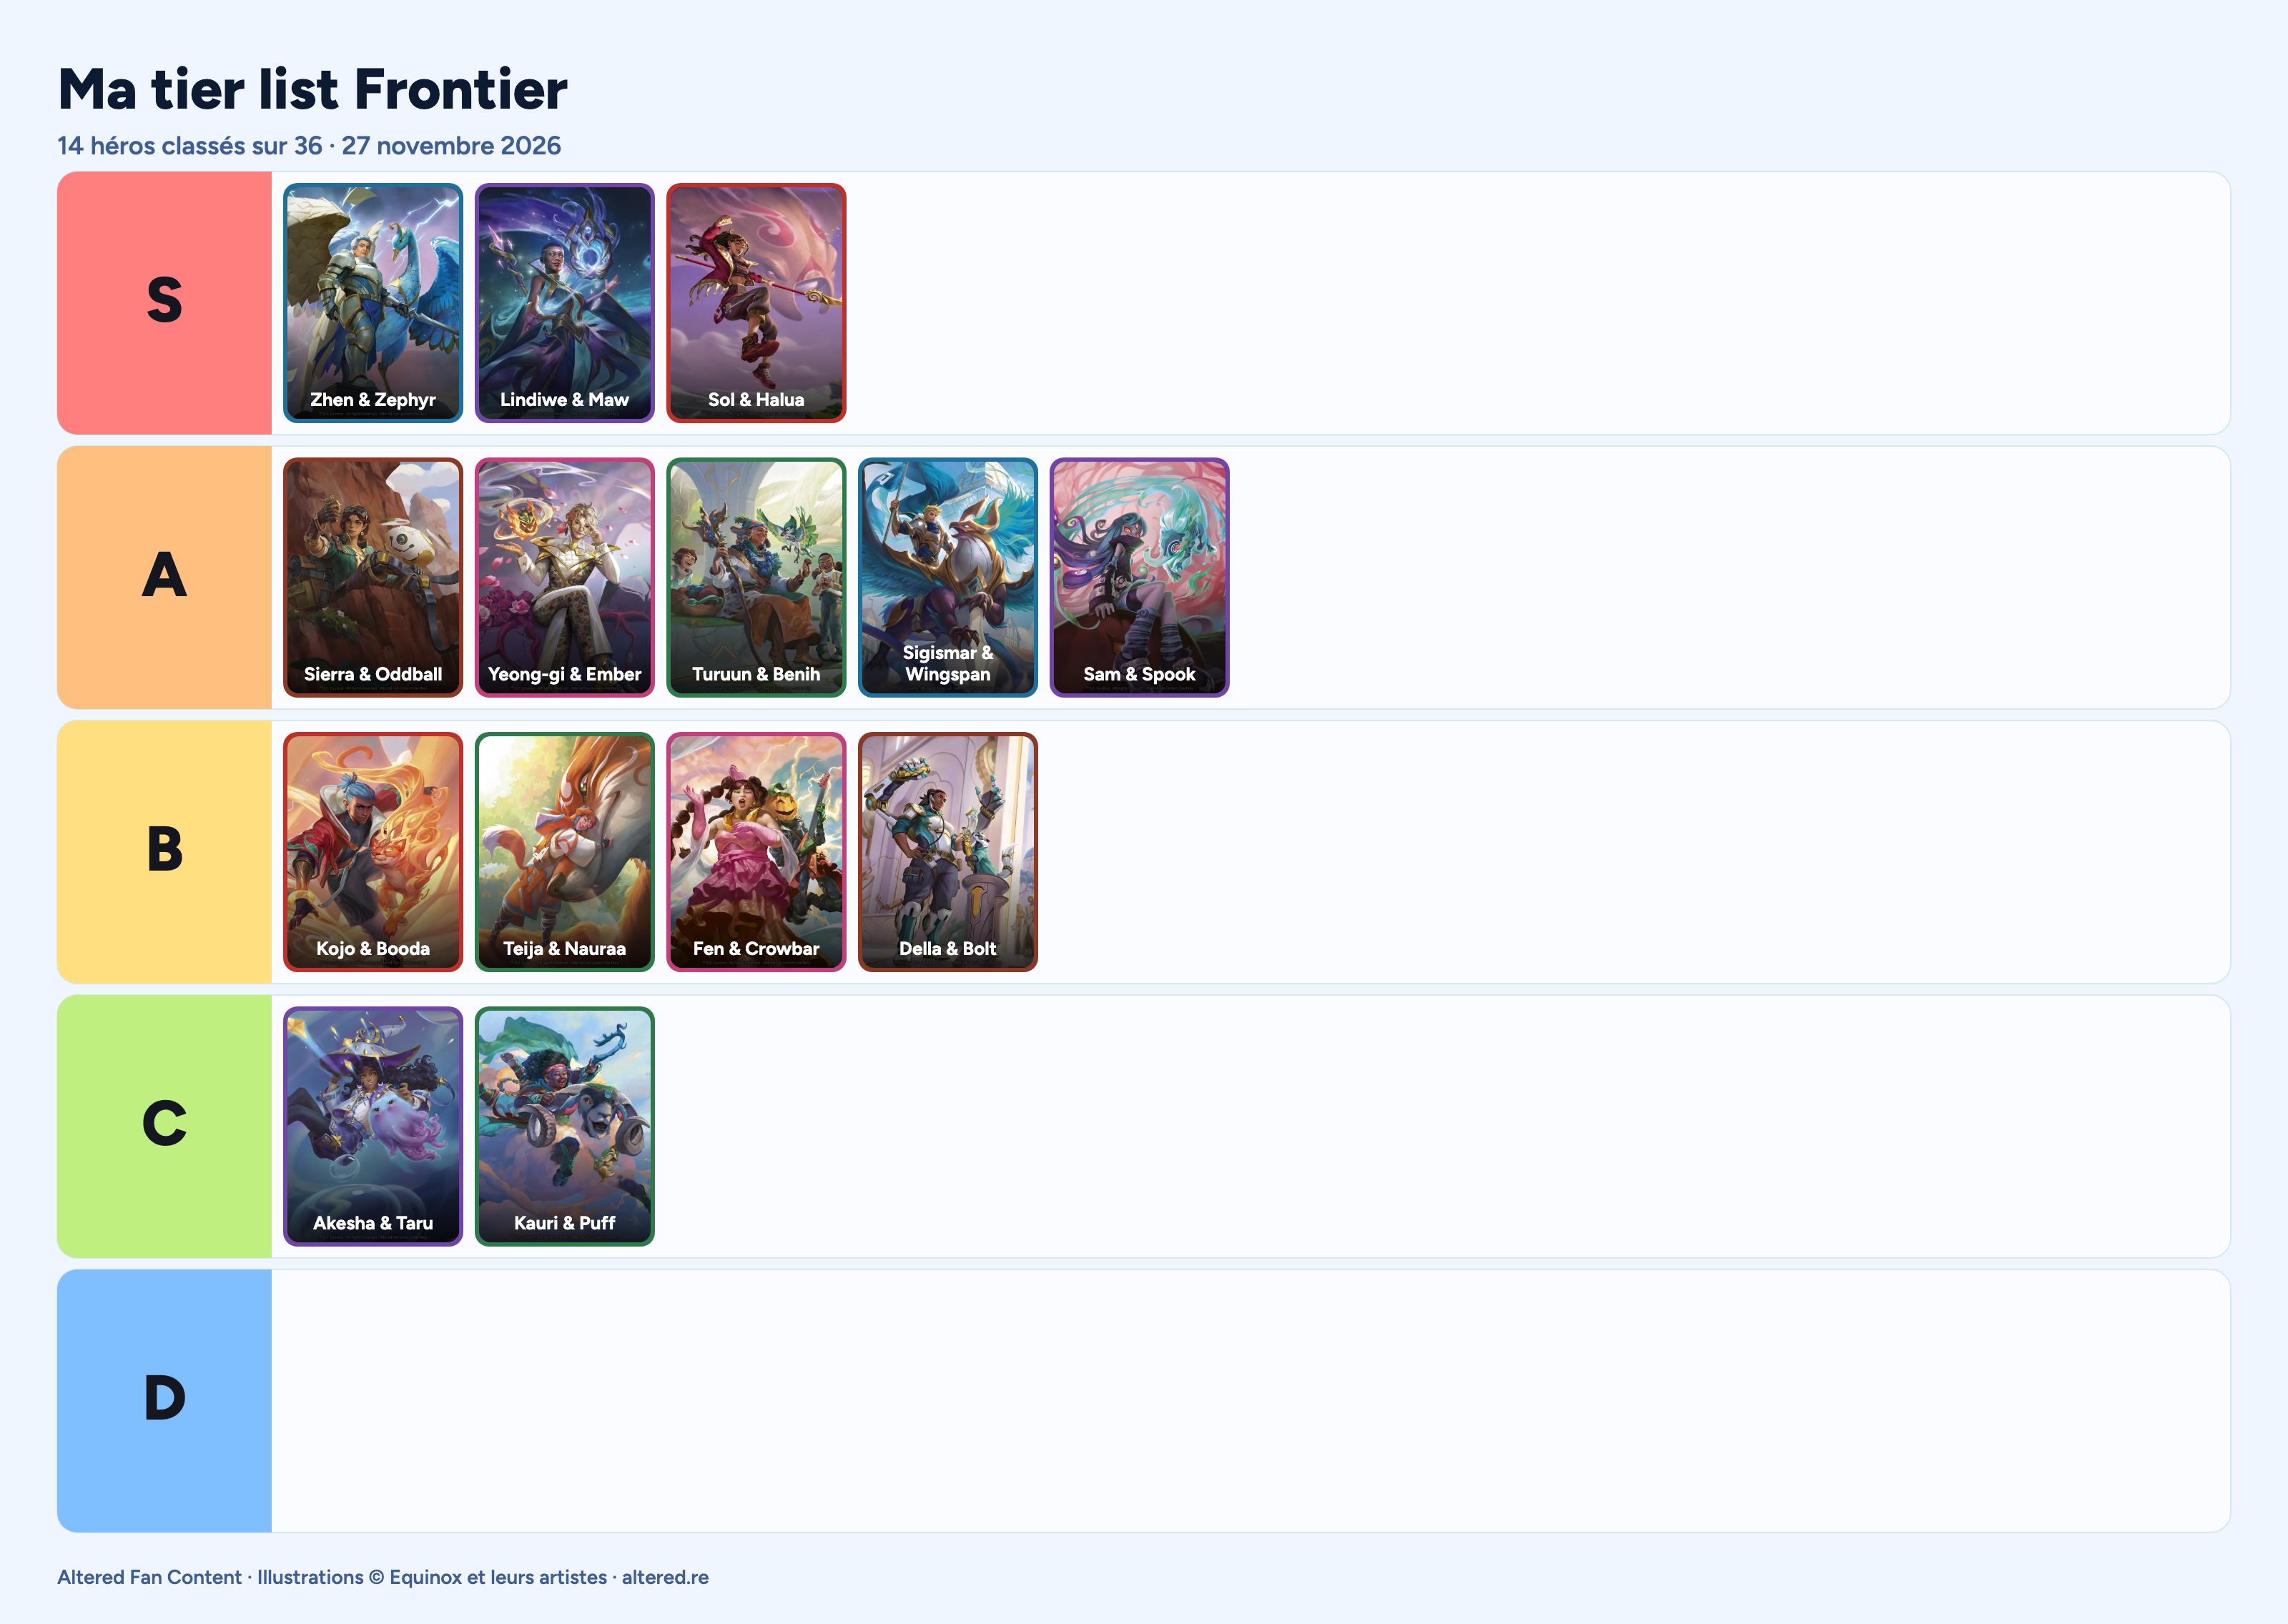 Ma tier list Frontier
14 héros classés sur 36 · 27 novembre 2026
S
Zhen & Zephyr
Lindiwe & Maw
Sol & Halua
A
Sierra & Oddball
Yeong-gi & Ember
Turuun & Benih
Sigismar &
Wingspan
Sam & Spook
B
Kojo & Booda
Teija & Nauraa
Fen & Crowbar
Della & Bolt
C
Akesha & Taru
Kauri & Puff
D
Altered Fan Content · Illustrations © Equinox et leurs artistes · altered.re